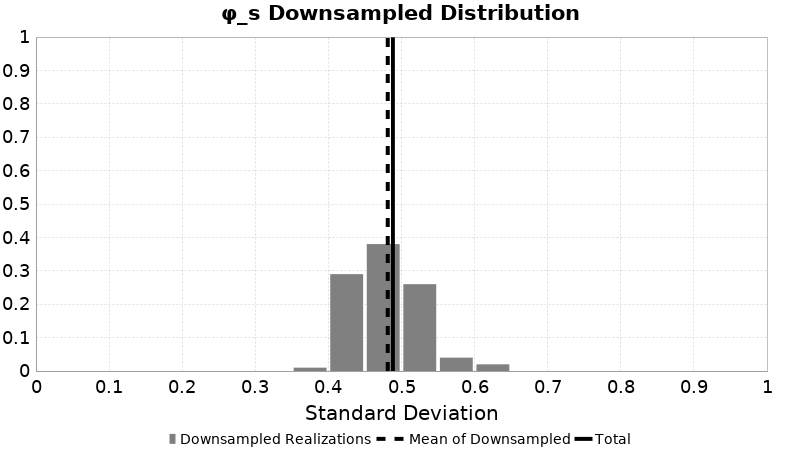 φ_s Downsampled Distribution
1
0.9
0.8
0.7
0.6
0.5
0.4
0.3
0.2
0.1
0
0 0.1 0.2 0.3 0.4 0.5 0.6 0.7 0.8 0.9 1
Standard Deviation
Downsampled Realizations Mean of Downsampled Total